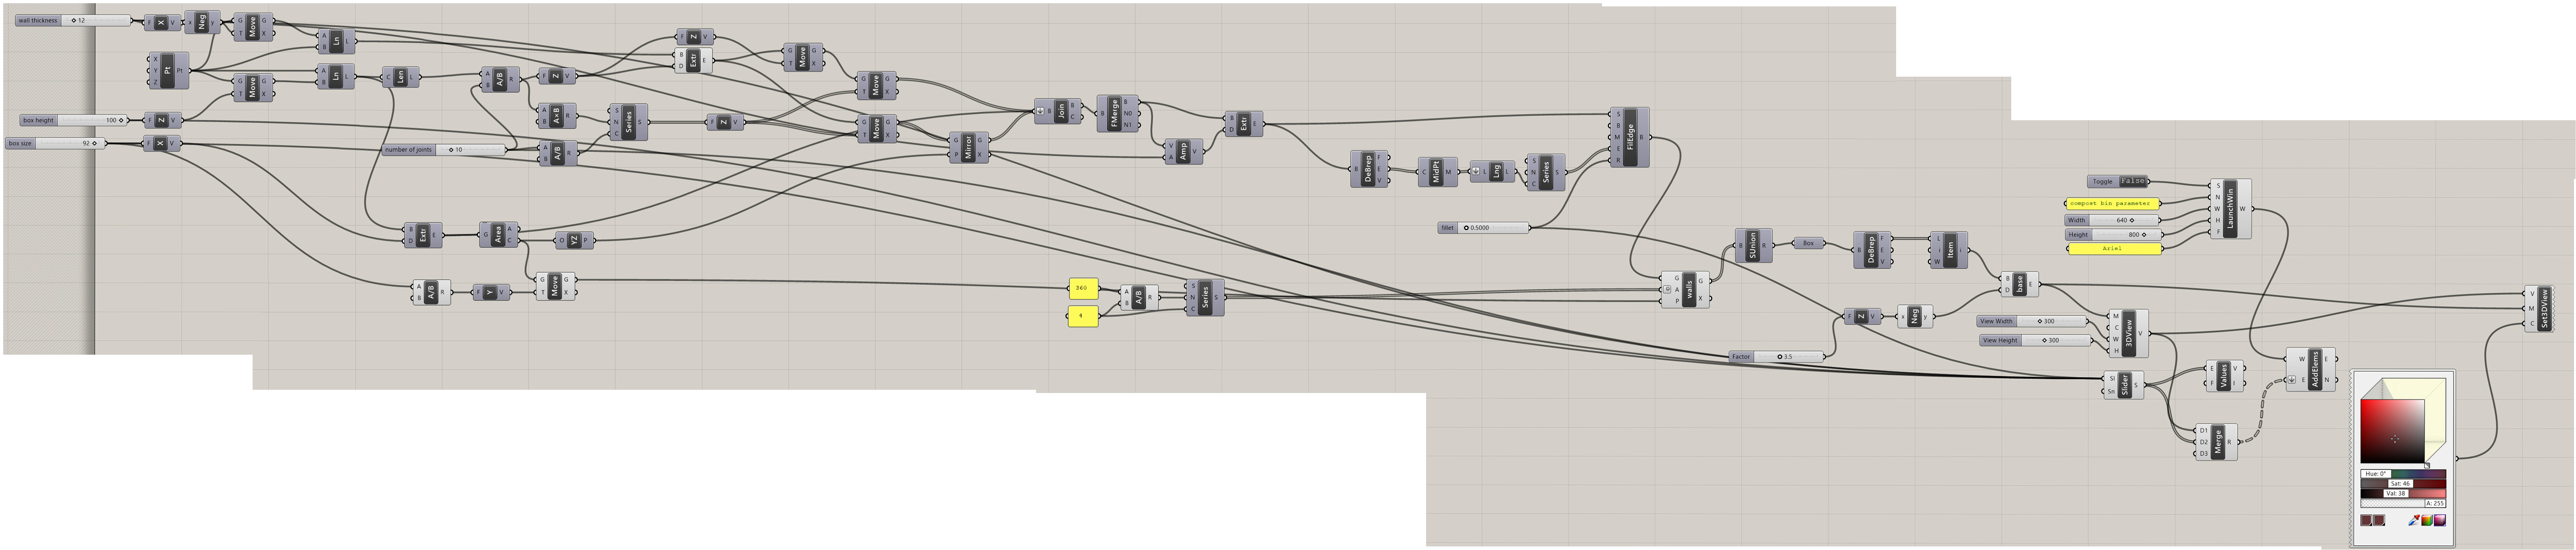 wall thickness 12
F X V
x Neg y
G T Move G X
A B Ln L
X Y Z Pt Pt
G T Move G X
A B Ln L
C Len L
A B A/B R
F Z V
F Z V
B D Extr E
G T Move G X
G T Move G X
box height 100
F Z V
box size 92
F X V
A B A×B R
S N C Series S
F Z V
G T Move G X
number of joints 10
A B A/B R
G P Mirror G X
B Join B C
B FMerge B N0 N1
B D Extr E
V A Amp V
B DeBrep F E V
C MidPt M
L Lng L
S N C Series S
S B M E R FilEdge B
fillet 0.5000
B D Extr E
G Area A C
O YZ P
A B A/B R
F Y V
G T Move G X
360
4
A B A/B R
S N C Series S
G A P walls G X
B SUnion R
Box
B DeBrep F E V
L i W Item i
B D base E
Factor 3.5
F Z V
x Neg y
Toggle False
compost bin parameter
Width 640
Height 800
Ariel
S N W H F LaunchWin W
View Width 300
View Height 300
M C W H 3DView V
Sl Sn Slider S
E F Values V I
D1 D2 D3 Merge R
W E AddElems E N
V M C Set3DView
Hue: 0°
Sat: 46
Val: 38
A: 255